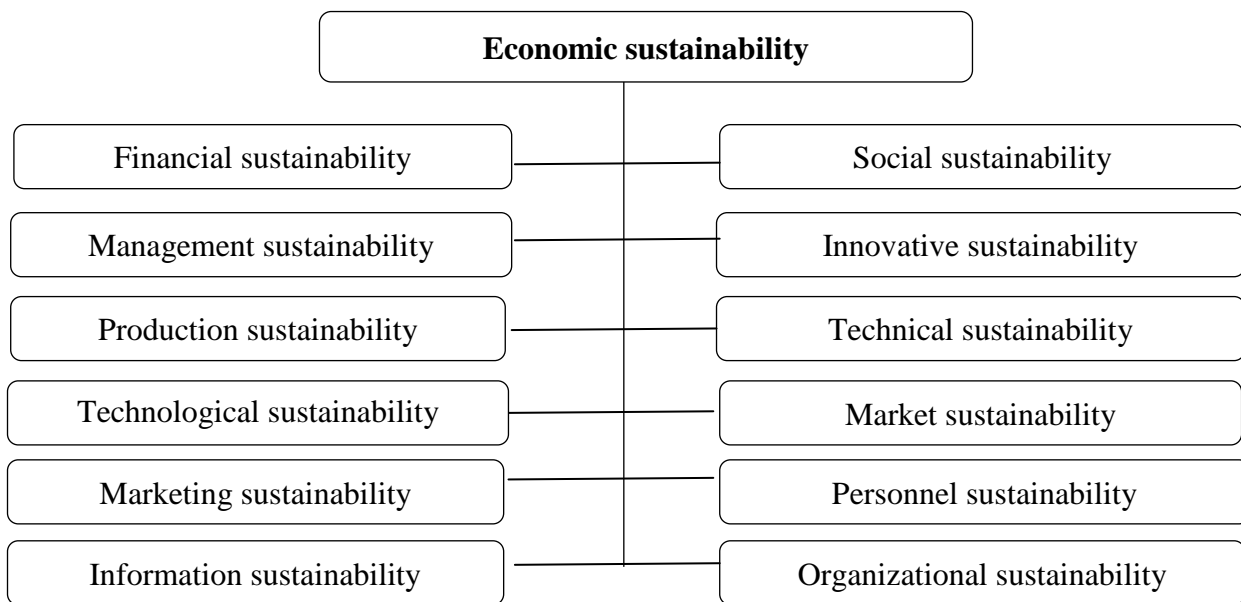 Economic sustainability
Financial sustainability
Social sustainability
Management sustainability
Innovative sustainability
Production sustainability
Technical sustainability
Technological sustainability
Market sustainability
Marketing sustainability
Personnel sustainability
Information sustainability
Organizational sustainability